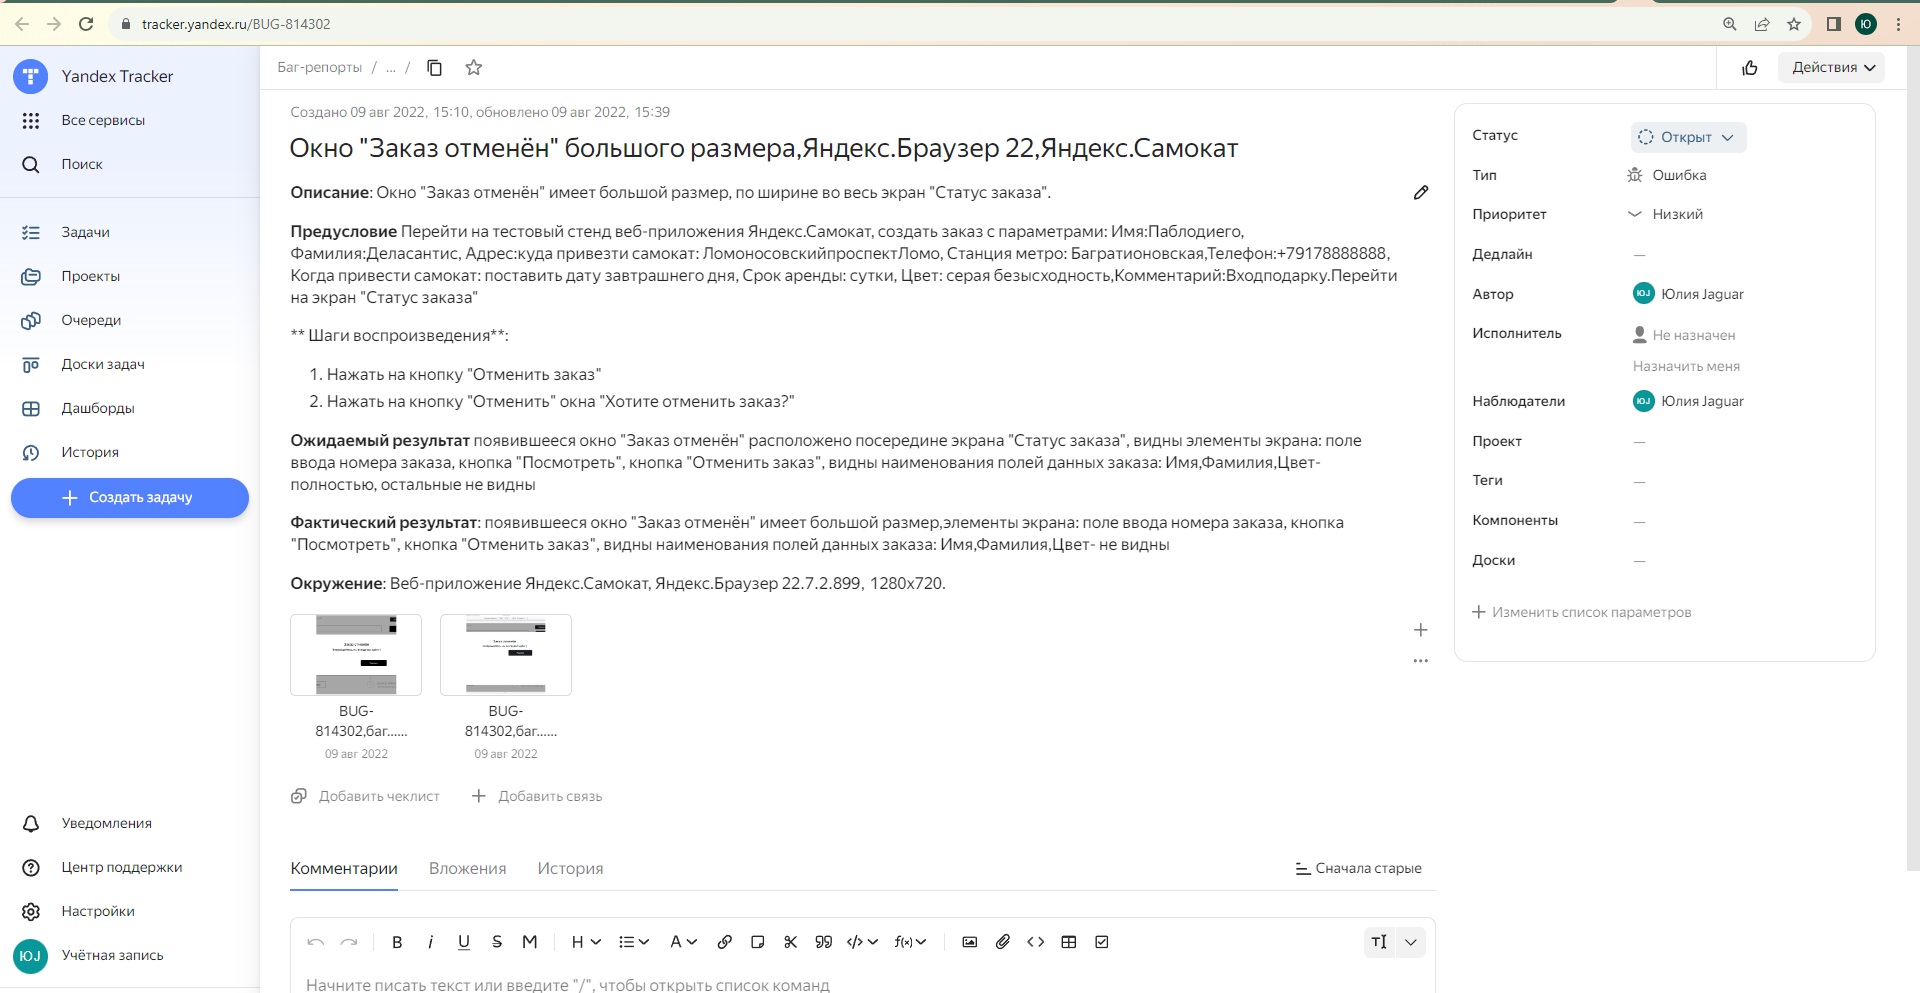 tracker.yandex.ru/BUG-814302
Ю
Yandex Tracker
Все сервисы
Поиск
Задачи
Проекты
Очереди
Доски задач
Дашборды
История
Создать задачу
Уведомления
Центр поддержки
Настройки
ЮJ Учётная запись
Баг-репорты / ... /
Действия
Создано 09 авг 2022, 15:10, обновлено 09 авг 2022, 15:39
Окно "Заказ отменён" большого размера,Яндекс.Браузер 22,Яндекс.Самокат
Описание: Окно "Заказ отменён" имеет большой размер, по ширине во весь экран "Статус заказа".
Предусловие Перейти на тестовый стенд веб-приложения Яндекс.Самокат, создать заказ с параметрами: Имя:Паблодиего,
Фамилия:Деласантис, Адрес:куда привезти самокат: ЛомоносовскийпроспектЛомо, Станция метро: Багратионовская,Телефон:+79178888888,
Когда привести самокат: поставить дату завтрашнего дня, Срок аренды: сутки, Цвет: серая безысходность,Комментарий:Входподарку.Перейти
на экран "Статус заказа"
** Шаги воспроизведения**:
1. Нажать на кнопку "Отменить заказ"
2. Нажать на кнопку "Отменить" окна "Хотите отменить заказ?"
Ожидаемый результат появившееся окно "Заказ отменён" расположено посередине экрана "Статус заказа", видны элементы экрана: поле
ввода номера заказа, кнопка "Посмотреть", кнопка "Отменить заказ", видны наименования полей данных заказа: Имя,Фамилия,Цвет-
полностью, остальные не видны
Фактический результат: появившееся окно "Заказ отменён" имеет большой размер,элементы экрана: поле ввода номера заказа, кнопка
"Посмотреть", кнопка "Отменить заказ", видны наименования полей данных заказа: Имя,Фамилия,Цвет- не видны
Окружение: Веб-приложение Яндекс.Самокат, Яндекс.Браузер 22.7.2.899, 1280x720.
Заказ отменён
Заказ отменён
BUG-
814302,баг......
09 авг 2022
BUG-
814302,баг......
09 авг 2022
Добавить чеклист
Добавить связь
Комментарии
Вложения
История
Сначала старые
B i U S M H A f(x) TI
Начните писать текст или введите "/", чтобы открыть список команд
Статус Открыт
Тип Ошибка
Приоритет Низкий
Дедлайн —
Автор ЮJ Юлия Jaguar
Исполнитель Не назначен
Назначить меня
Наблюдатели ЮJ Юлия Jaguar
Проект —
Теги —
Компоненты —
Доски —
Изменить список параметров